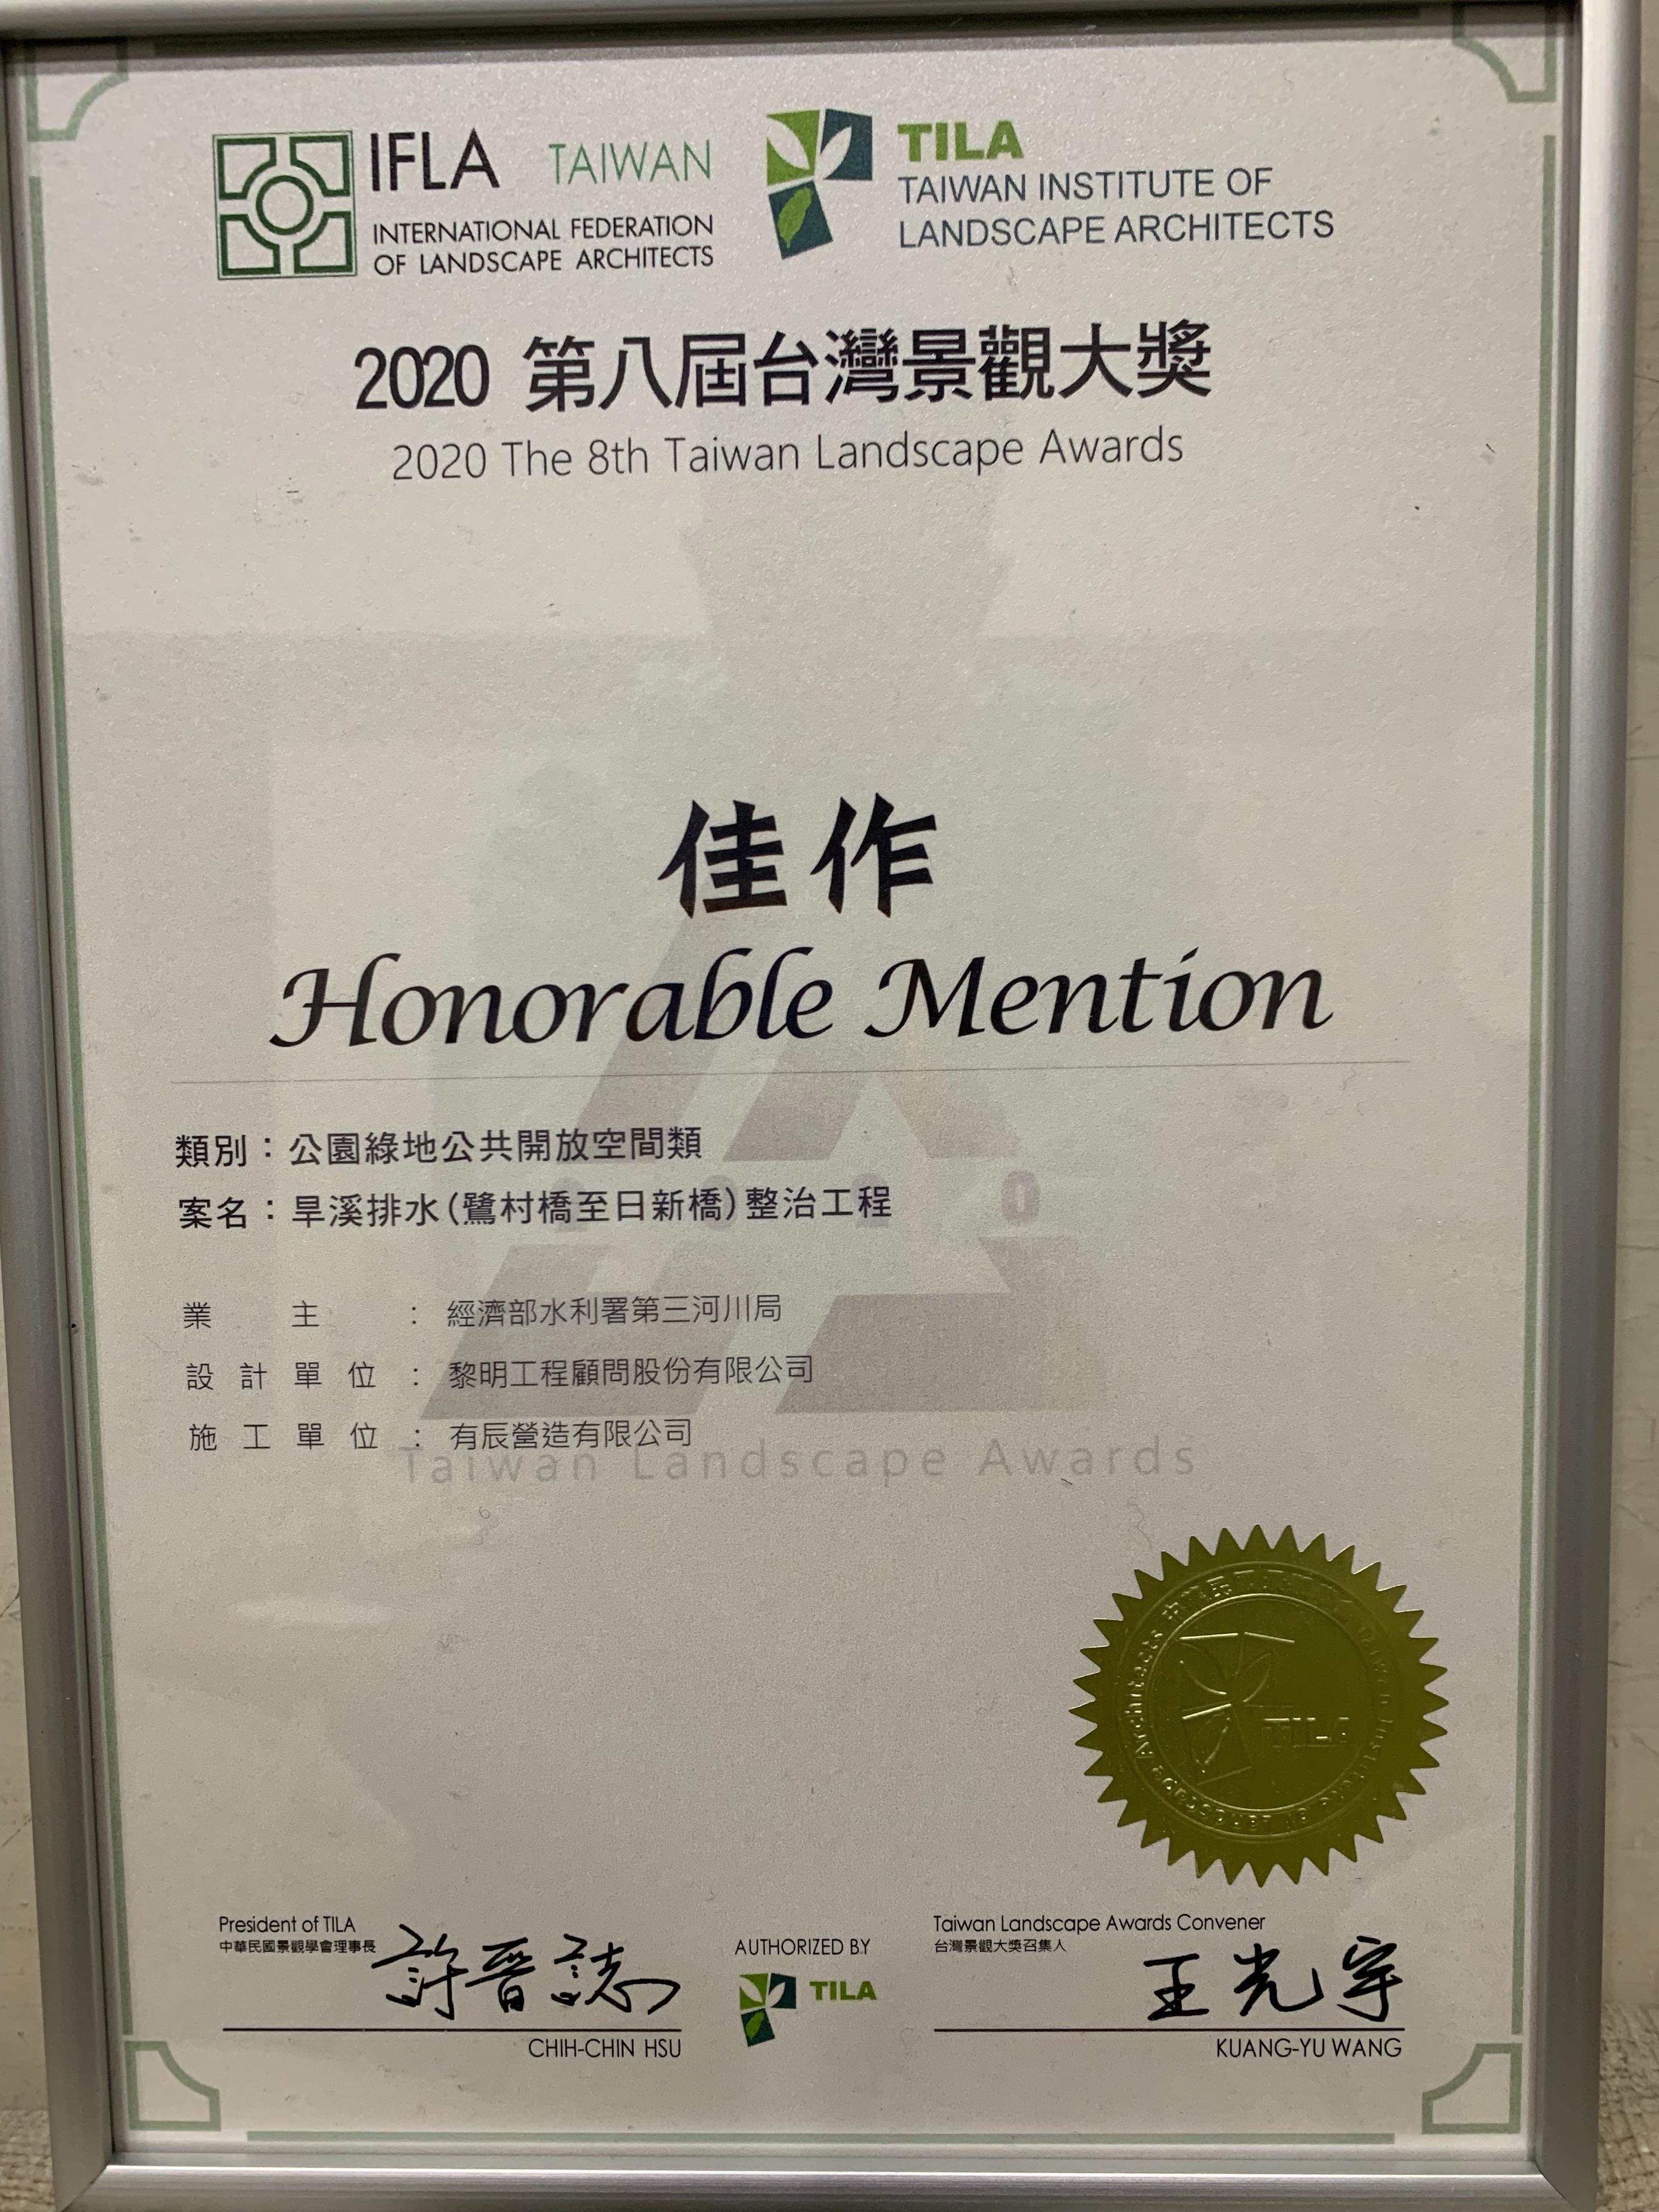 IFLA TAIWAN
INTERNATIONAL FEDERATION
OF LANDSCAPE ARCHITECTS
TILA
TAIWAN INSTITUTE OF
LANDSCAPE ARCHITECTS
2020 第八屆台灣景觀大獎
2020 The 8th Taiwan Landscape Awards
佳作
Honorable Mention
類別：公園綠地公共開放空間類
案名：旱溪排水(鷺村橋至日新橋)整治工程
業主：經濟部水利署第三河川局
設計單位：黎明工程顧問股份有限公司
施工單位：有辰營造有限公司
Taiwan Landscape Awards
TILA
President of TILA
中華民國景觀學會理事長
許晉誌
CHIH-CHIN HSU
AUTHORIZED BY
TILA
Taiwan Landscape Awards Convener
台灣景觀大獎召集人
王光宇
KUANG-YU WANG